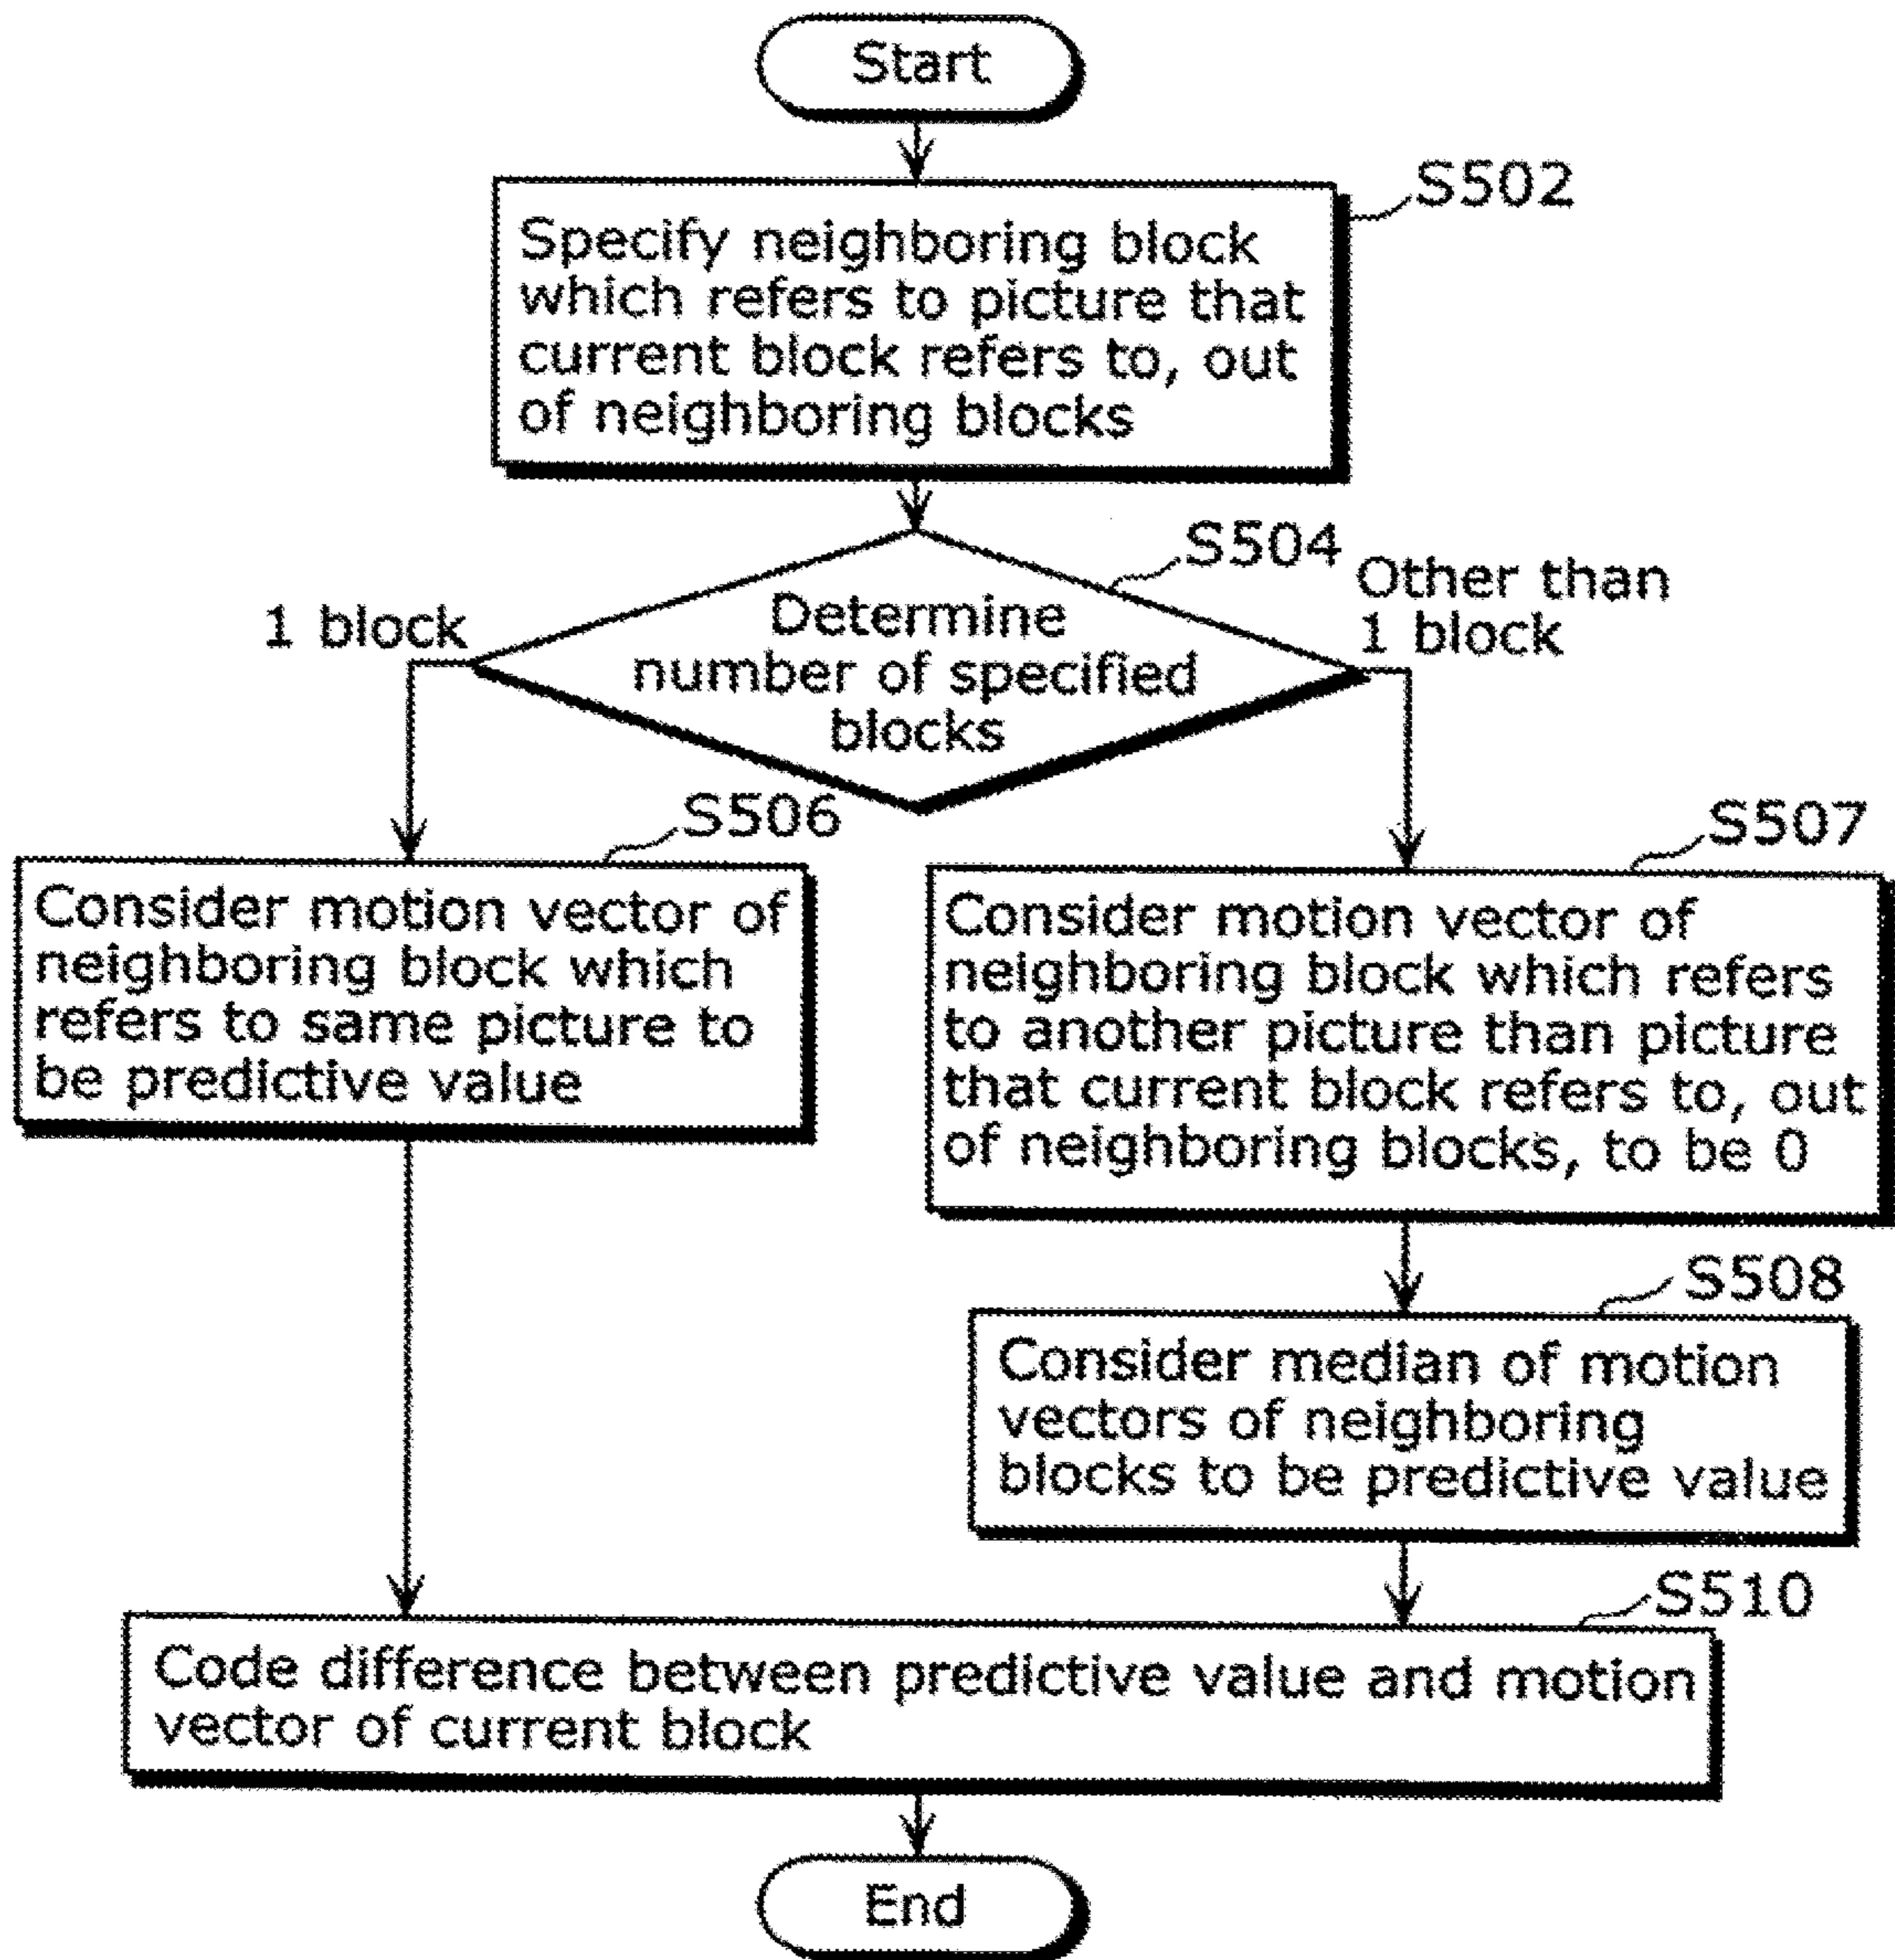 Start
S502
Specify neighboring block
which refers to picture that
current block refers to, out
of neighboring blocks
S504
1 block
Other than
1 block
Determine
number of specified
blocks
S506
Consider motion vector of
neighboring block which
refers to same picture to
be predictive value
S507
Consider motion vector of
neighboring block which refers
to another picture than picture
that current block refers to, out
of neighboring blocks, to be 0
S508
Consider median of motion
vectors of neighboring
blocks to be predictive value
S510
Code difference between predictive value and motion
vector of current block
End